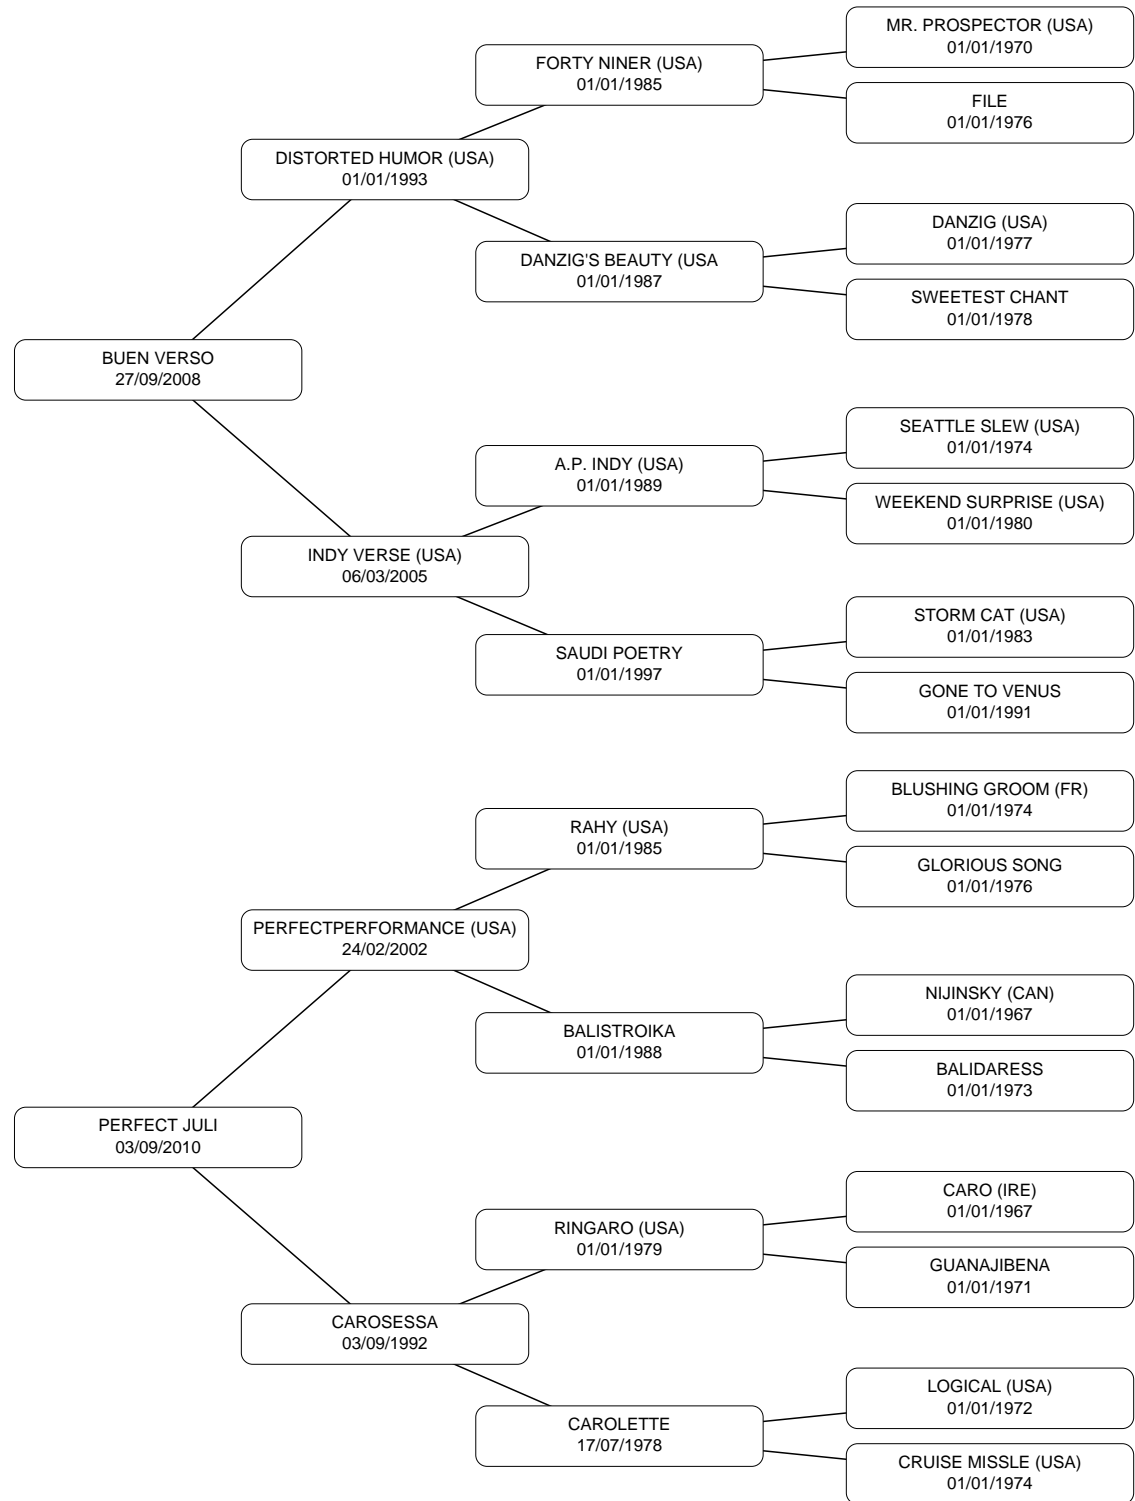 MR. PROSPECTOR (USA)
01/01/1970
FORTY NINER (USA)
01/01/1985
FILE
01/01/1976
DISTORTED HUMOR (USA)
01/01/1993
DANZIG (USA)
01/01/1977
DANZIG'S BEAUTY (USA
01/01/1987
SWEETEST CHANT
01/01/1978
BUEN VERSO
27/09/2008
SEATTLE SLEW (USA)
01/01/1974
A.P. INDY (USA)
01/01/1989
WEEKEND SURPRISE (USA)
01/01/1980
INDY VERSE (USA)
06/03/2005
STORM CAT (USA)
01/01/1983
SAUDI POETRY
01/01/1997
GONE TO VENUS
01/01/1991
BLUSHING GROOM (FR)
01/01/1974
RAHY (USA)
01/01/1985
GLORIOUS SONG
01/01/1976
PERFECTPERFORMANCE (USA)
24/02/2002
NIJINSKY (CAN)
01/01/1967
BALISTROIKA
01/01/1988
BALIDARESS
01/01/1973
PERFECT JULI
03/09/2010
CARO (IRE)
01/01/1967
RINGARO (USA)
01/01/1979
GUANAJIBENA
01/01/1971
CAROSESSA
03/09/1992
LOGICAL (USA)
01/01/1972
CAROLETTE
17/07/1978
CRUISE MISSLE (USA)
01/01/1974